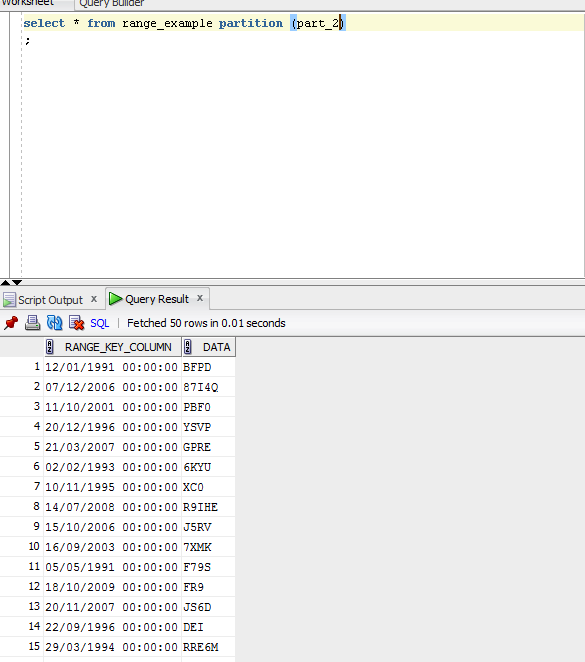 Worksheet Query Builder
select * from range_example partition (part_2)
;
Script Output x Query Result x
SQL | Fetched 50 rows in 0.01 seconds
RANGE_KEY_COLUMN DATA
1 12/01/1991 00:00:00 BFPD
2 07/12/2006 00:00:00 87I4Q
3 11/10/2001 00:00:00 PBF0
4 20/12/1996 00:00:00 YSVP
5 21/03/2007 00:00:00 GPRE
6 02/02/1993 00:00:00 6KYU
7 10/11/1995 00:00:00 XC0
8 14/07/2008 00:00:00 R9IHE
9 15/10/2006 00:00:00 J5RV
10 16/09/2003 00:00:00 7XMK
11 05/05/1991 00:00:00 F79S
12 18/10/2009 00:00:00 FR9
13 20/11/2007 00:00:00 JS6D
14 22/09/1996 00:00:00 DEI
15 29/03/1994 00:00:00 RRE6M